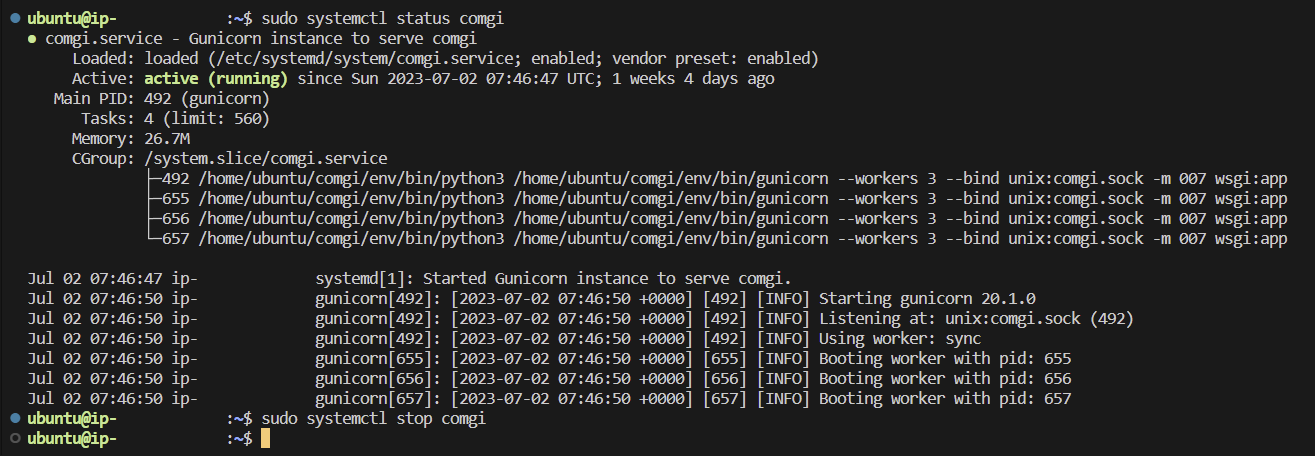 ubuntu@ip- :~$ sudo systemctl status comgi
● comgi.service - Gunicorn instance to serve comgi
Loaded: loaded (/etc/systemd/system/comgi.service; enabled; vendor preset: enabled)
Active: active (running) since Sun 2023-07-02 07:46:47 UTC; 1 weeks 4 days ago
Main PID: 492 (gunicorn)
Tasks: 4 (limit: 560)
Memory: 26.7M
CGroup: /system.slice/comgi.service
├─492 /home/ubuntu/comgi/env/bin/python3 /home/ubuntu/comgi/env/bin/gunicorn --workers 3 --bind unix:comgi.sock -m 007 wsgi:app
├─655 /home/ubuntu/comgi/env/bin/python3 /home/ubuntu/comgi/env/bin/gunicorn --workers 3 --bind unix:comgi.sock -m 007 wsgi:app
├─656 /home/ubuntu/comgi/env/bin/python3 /home/ubuntu/comgi/env/bin/gunicorn --workers 3 --bind unix:comgi.sock -m 007 wsgi:app
└─657 /home/ubuntu/comgi/env/bin/python3 /home/ubuntu/comgi/env/bin/gunicorn --workers 3 --bind unix:comgi.sock -m 007 wsgi:app
Jul 02 07:46:47 ip- systemd[1]: Started Gunicorn instance to serve comgi.
Jul 02 07:46:50 ip- gunicorn[492]: [2023-07-02 07:46:50 +0000] [492] [INFO] Starting gunicorn 20.1.0
Jul 02 07:46:50 ip- gunicorn[492]: [2023-07-02 07:46:50 +0000] [492] [INFO] Listening at: unix:comgi.sock (492)
Jul 02 07:46:50 ip- gunicorn[492]: [2023-07-02 07:46:50 +0000] [492] [INFO] Using worker: sync
Jul 02 07:46:50 ip- gunicorn[655]: [2023-07-02 07:46:50 +0000] [655] [INFO] Booting worker with pid: 655
Jul 02 07:46:50 ip- gunicorn[656]: [2023-07-02 07:46:50 +0000] [656] [INFO] Booting worker with pid: 656
Jul 02 07:46:50 ip- gunicorn[657]: [2023-07-02 07:46:50 +0000] [657] [INFO] Booting worker with pid: 657
ubuntu@ip- :~$ sudo systemctl stop comgi
ubuntu@ip- :~$